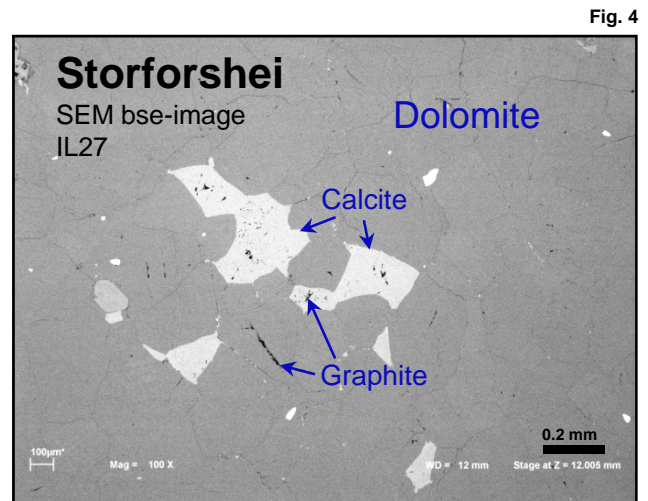 Fig. 4
Storforshei
SEM bse-image
IL27
Dolomite
Calcite
Graphite
0.2 mm
100µm*
Mag = 100 X
WD = 12 mm
Stage at Z = 12.005 mm